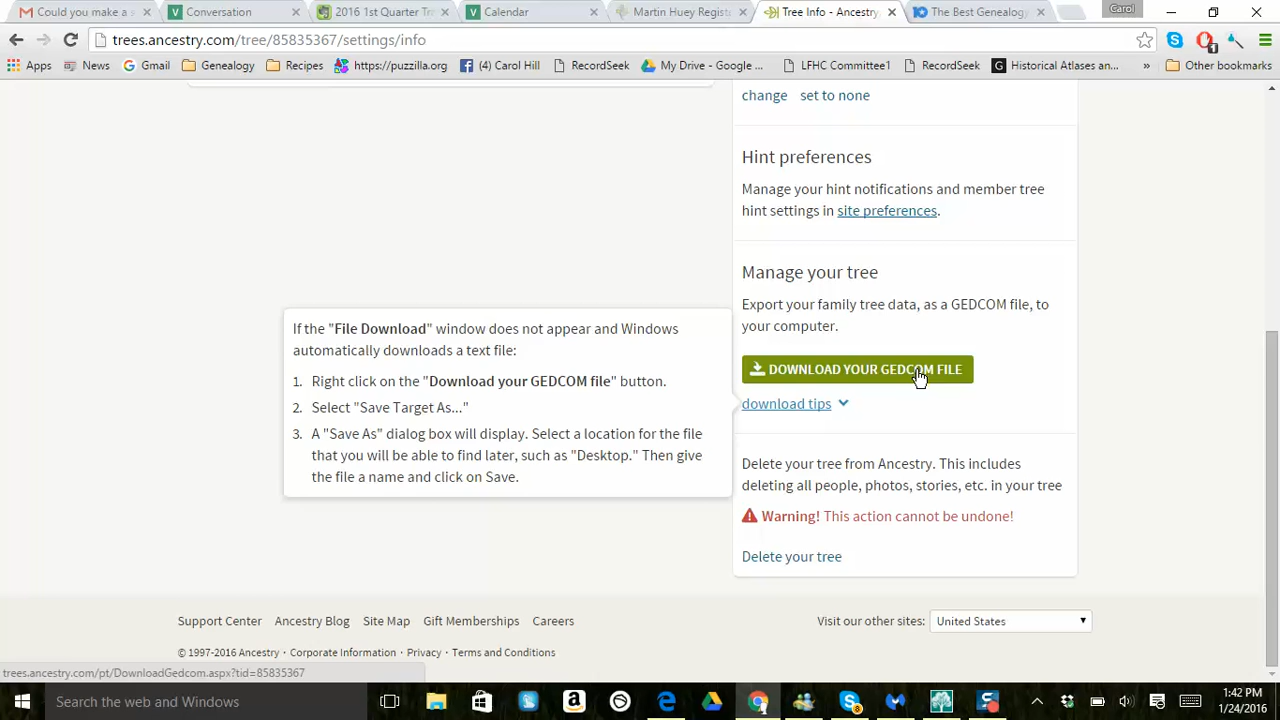 Could you make a s
Conversation
2016 1st Quarter Tr
Calendar
Martin Huey Regist
Tree Info - Ancestry
The Best Genealogy
Carol
trees.ancestry.com/tree/85835367/settings/info
1
Apps
News
Gmail
Genealogy
Recipes
https://puzzilla.org
(4) Carol Hill
RecordSeek
My Drive - Google ...
LFHC Committee1
RecordSeek
Historical Atlases an...
»
Other bookmarks
change set to none
Hint preferences
Manage your hint notifications and member tree
hint settings in site preferences.
Manage your tree
Export your family tree data, as a GEDCOM file, to
your computer.
DOWNLOAD YOUR GEDCOM FILE
download tips
If the "File Download" window does not appear and Windows
automatically downloads a text file:
1. Right click on the "Download your GEDCOM file" button.
2. Select "Save Target As..."
3. A "Save As" dialog box will display. Select a location for the file
that you will be able to find later, such as "Desktop." Then give
the file a name and click on Save.
Delete your tree from Ancestry. This includes
deleting all people, photos, stories, etc. in your tree
Warning! This action cannot be undone!
Delete your tree
Support Center Ancestry Blog Site Map Gift Memberships Careers
Visit our other sites: United States
© 1997-2016 Ancestry · Corporate Information · Privacy · Terms and Conditions
trees.ancestry.com/pt/DownloadGedcom.aspx?tid=85835367
Search the web and Windows
1:42 PM
1/24/2016